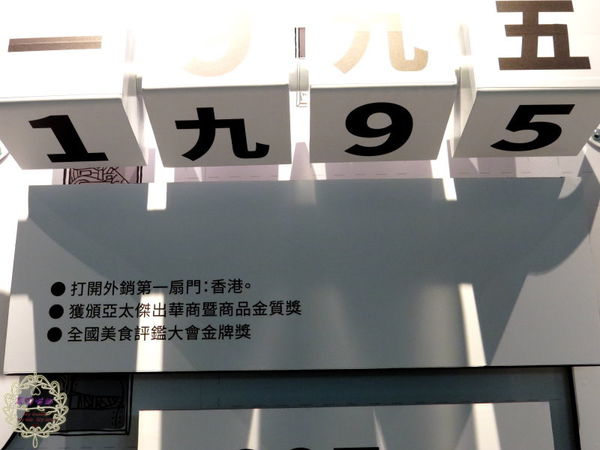 一9九五
1九95
● 打開外銷第一扇門：香港。
● 獲頒亞太傑出華商暨商品金質獎
● 全國美食評鑑大會金牌獎